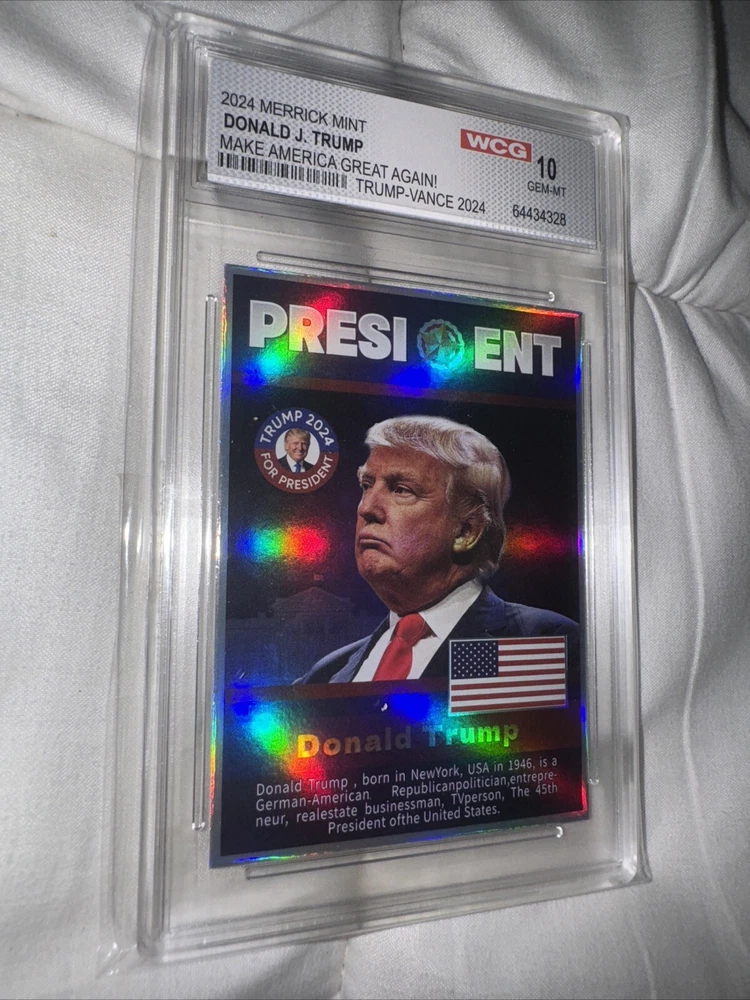 2024 MERRICK MINT
DONALD J. TRUMP
MAKE AMERICA GREAT AGAIN!
TRUMP-VANCE 2024
WCG 10
GEM-MT
64434328
PRESI ENT
TRUMP 2024
FOR PRESIDENT
Donald Trump
Donald Trump , born in NewYork, USA in 1946, is a
German-American. Republicanpolitician,entrepre-
neur, realestate businessman, TVperson, The 45th
President ofthe United States.